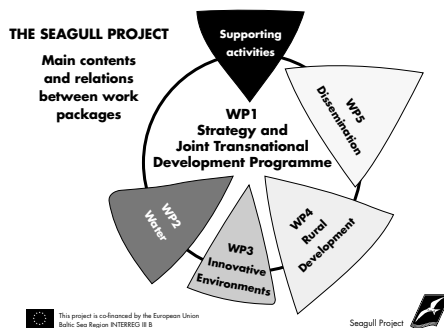 THE SEAGULL PROJECT
Main contents
and relations
between work
packages
Supporting
activities
WP5
Dissemination
WP1
Strategy and
Joint Transnational
Development Programme
WP2
Water
WP3
Innovative
Environments
WP4
Rural
Development
This project is co-financed by the European Union
Baltic Sea Region INTERREG III B
Seagull Project